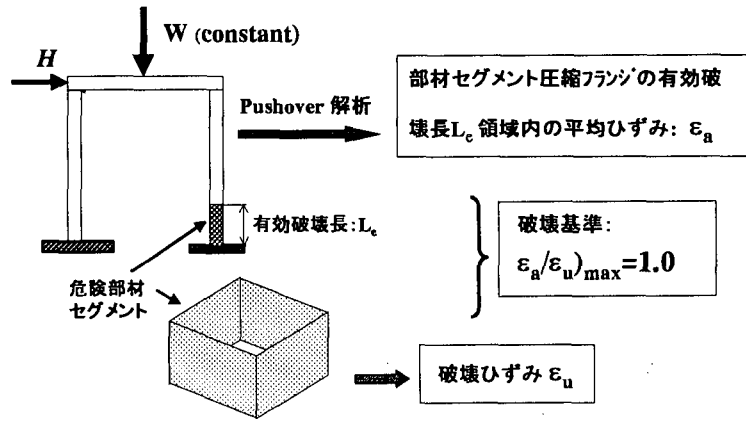 W (constant)
H
Pushover 解析
部材セグメント圧縮フランジの有効破
壊長Le 領域内の平均ひずみ: εa
有効破壊長:Le
危険部材
セグメント
破壊基準:
εa/εu)max=1.0
破壊ひずみ εu